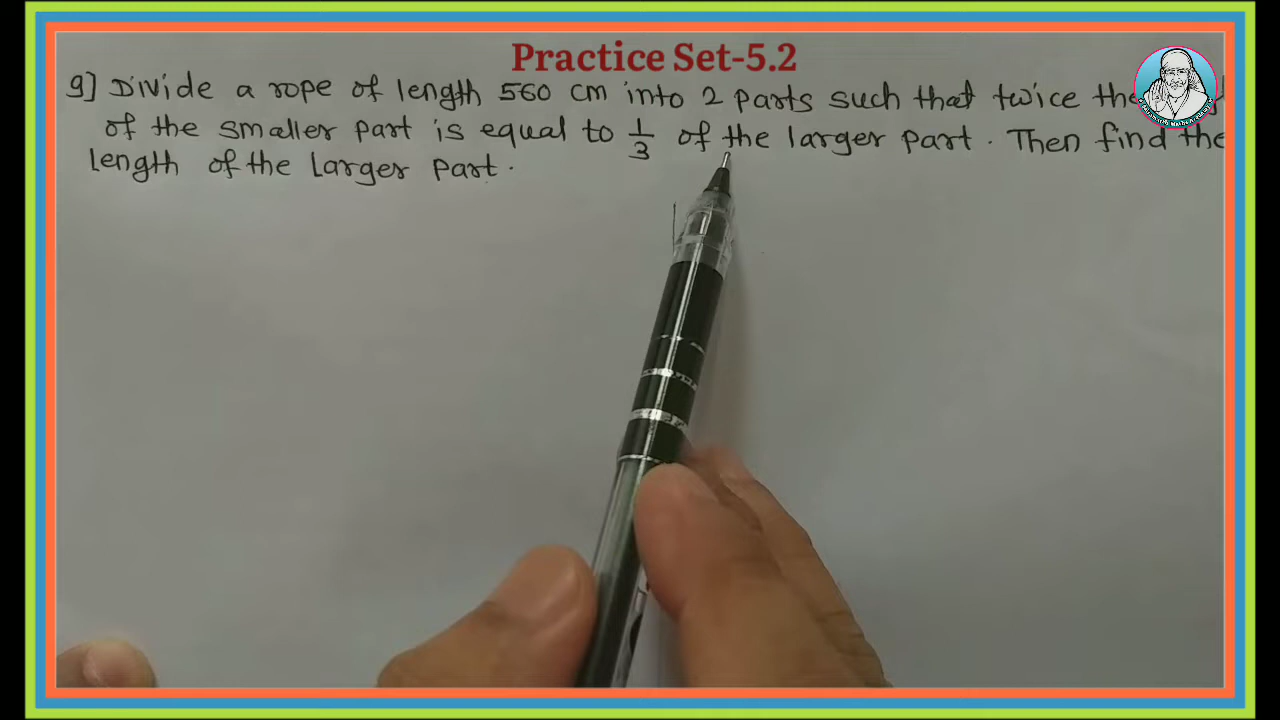 Practice Set-5.2
9] Divide a rope of length 560 cm into 2 parts such that twice the
of the smaller part is equal to 1/3 of the larger part. Then find the
length of the larger part.